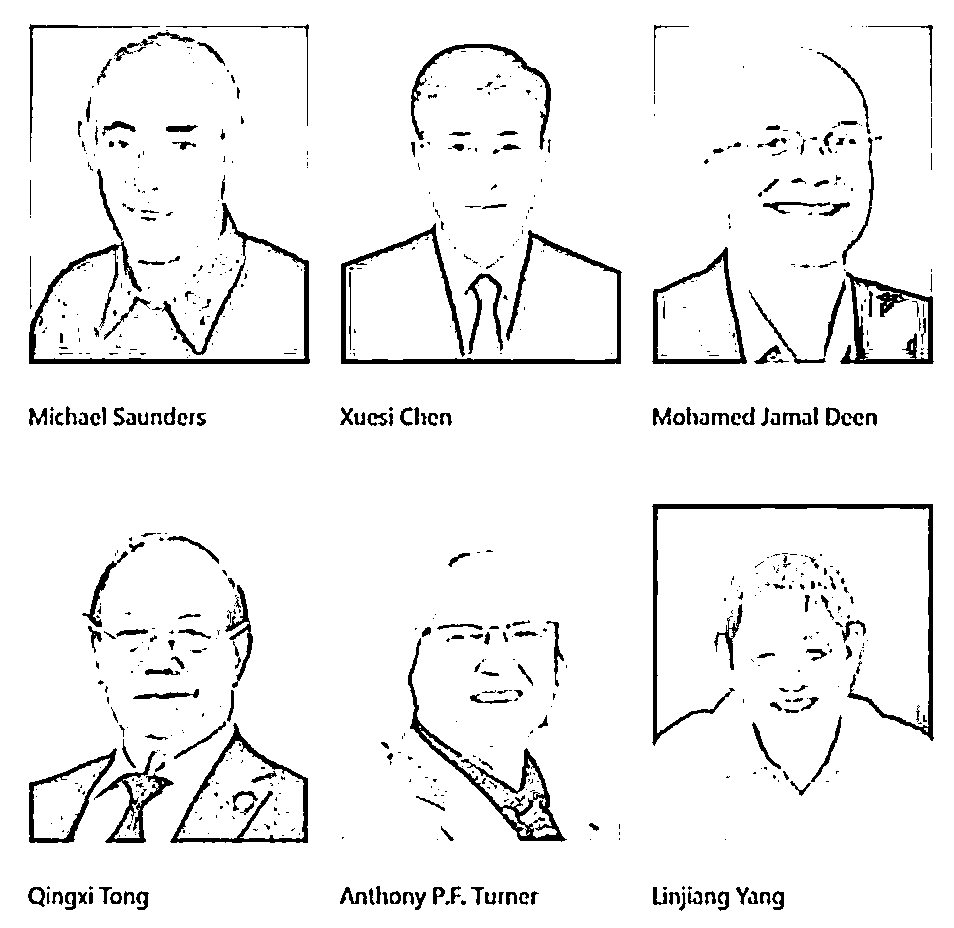 Michael Saunders
Xuesi Chen
Mohamed Jamal Deen
Qingxi Tong
Anthony P.F. Turner
Linjiang Yang